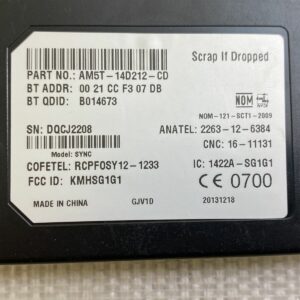 Scrap If Dropped
PART NO.: AM5T-14D212-CD
BT ADDR: 00 21 CC F3 07 DB
BT QDID: B014673
NOM
NYCE
NOM-121-SCT1-2009
SN: DQCJ2208
ANATEL: 2263-12-6384
Model: SYNC
CNC: 16-11131
COFETEL: RCPFOSY12-1233
IC: 1422A-SG1G1
FCC ID: KMHSG1G1
CE 0700
MADE IN CHINA
GJV1D
20131218